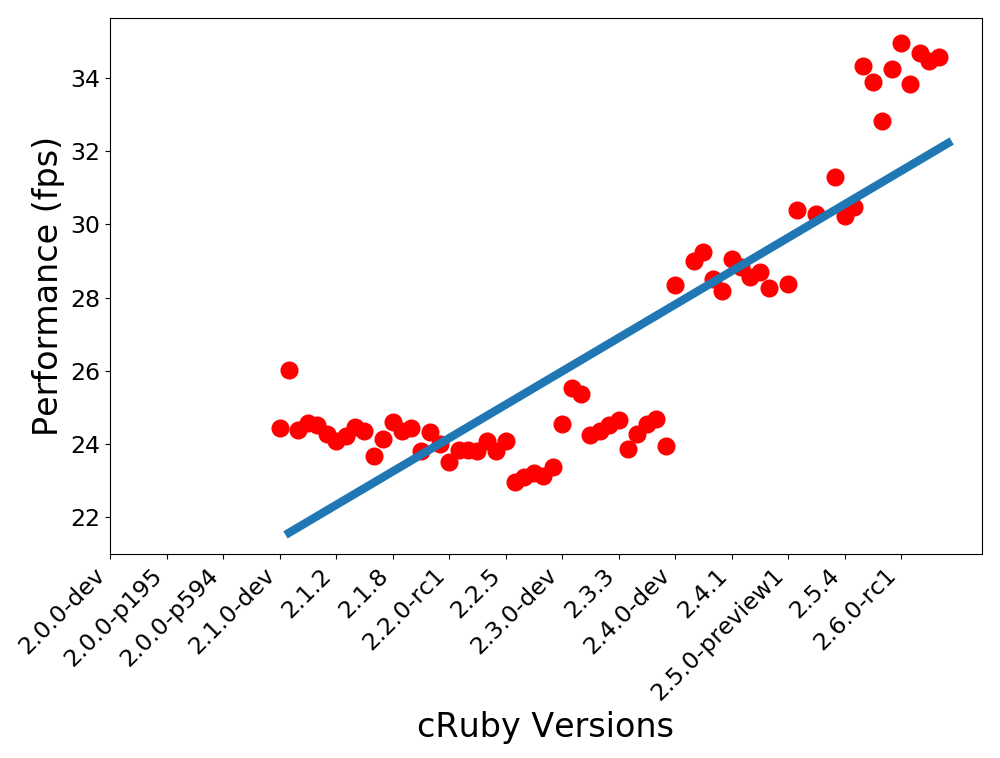 Performance (fps)
34
32
30
28
26
24
22
2.0.0-dev
2.0.0-p195
2.0.0-p594
2.1.0-dev
2.1.2
2.1.8
2.2.0-rc1
2.2.5
2.3.0-dev
2.3.3
2.4.0-dev
2.4.1
2.5.0-preview1
2.5.4
2.6.0-rc1
cRuby Versions